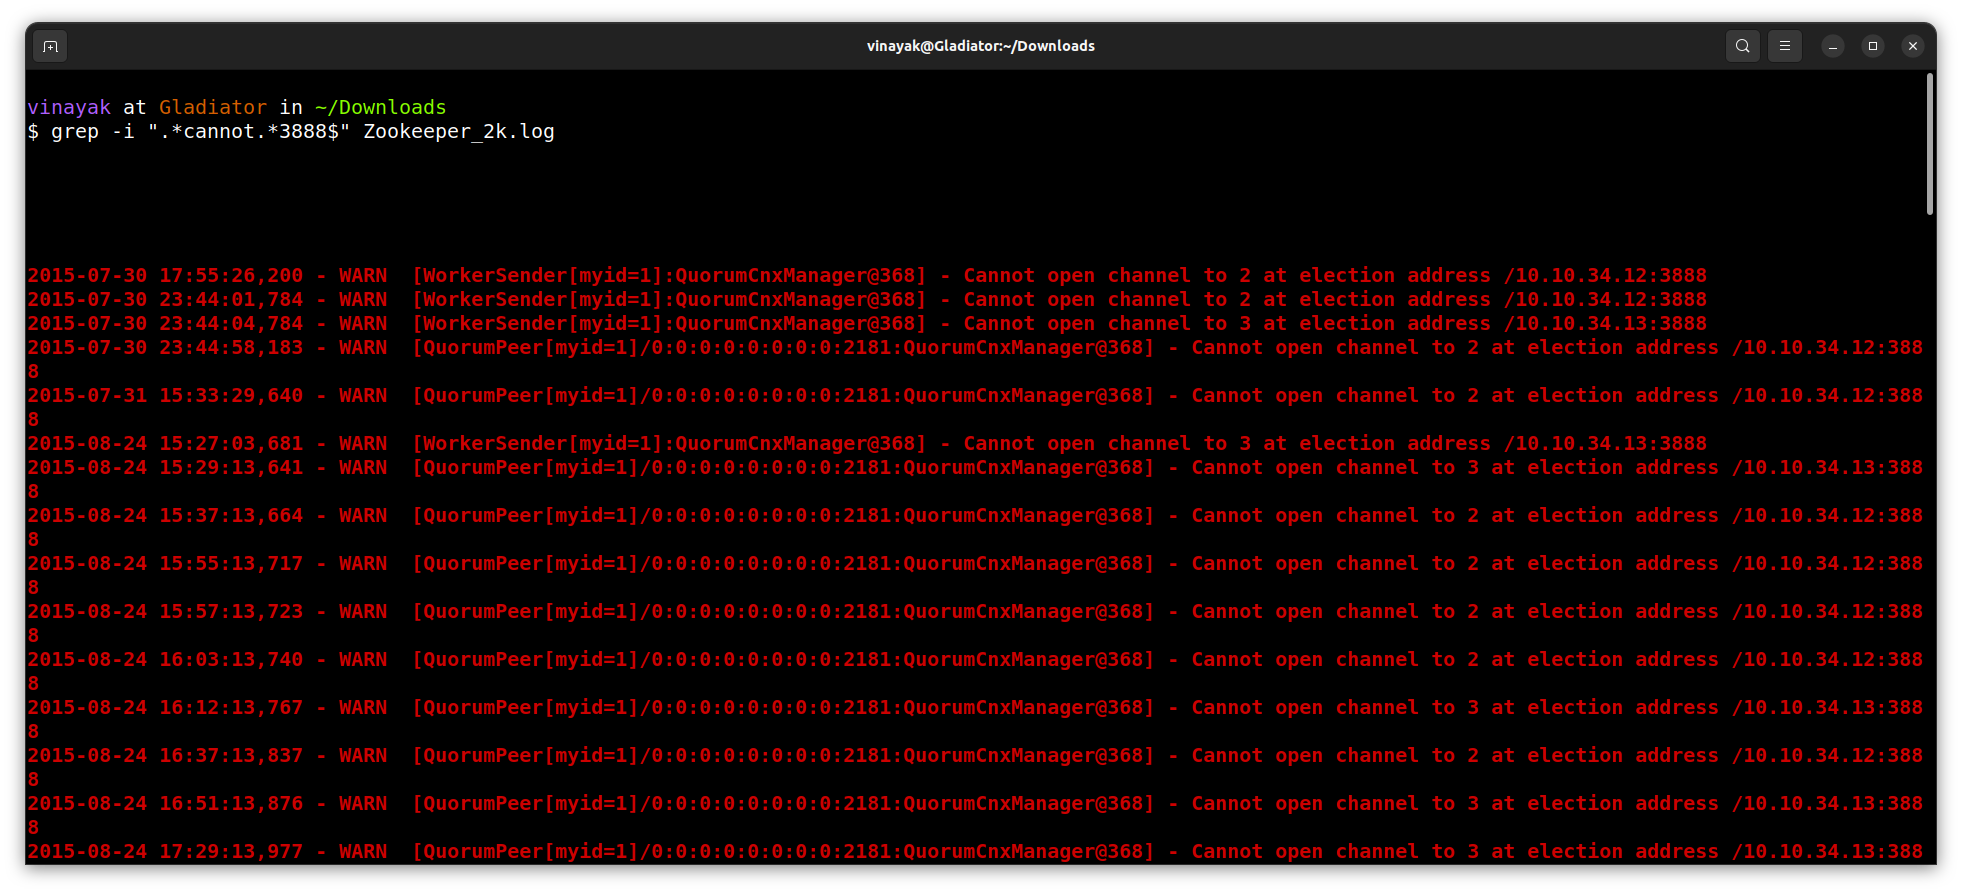 vinayak@Gladiator:~/Downloads
vinayak at Gladiator in ~/Downloads
$ grep -i ".*cannot.*3888$" Zookeeper_2k.log
2015-07-30 17:55:26,200 - WARN  [WorkerSender[myid=1]:QuorumCnxManager@368] - Cannot open channel to 2 at election address /10.10.34.12:3888
2015-07-30 23:44:01,784 - WARN  [WorkerSender[myid=1]:QuorumCnxManager@368] - Cannot open channel to 2 at election address /10.10.34.12:3888
2015-07-30 23:44:04,784 - WARN  [WorkerSender[myid=1]:QuorumCnxManager@368] - Cannot open channel to 3 at election address /10.10.34.13:3888
2015-07-30 23:44:58,183 - WARN  [QuorumPeer[myid=1]/0:0:0:0:0:0:0:0:2181:QuorumCnxManager@368] - Cannot open channel to 2 at election address /10.10.34.12:388
8
2015-07-31 15:33:29,640 - WARN  [QuorumPeer[myid=1]/0:0:0:0:0:0:0:0:2181:QuorumCnxManager@368] - Cannot open channel to 2 at election address /10.10.34.12:388
8
2015-08-24 15:27:03,681 - WARN  [WorkerSender[myid=1]:QuorumCnxManager@368] - Cannot open channel to 3 at election address /10.10.34.13:3888
2015-08-24 15:29:13,641 - WARN  [QuorumPeer[myid=1]/0:0:0:0:0:0:0:0:2181:QuorumCnxManager@368] - Cannot open channel to 3 at election address /10.10.34.13:388
8
2015-08-24 15:37:13,664 - WARN  [QuorumPeer[myid=1]/0:0:0:0:0:0:0:0:2181:QuorumCnxManager@368] - Cannot open channel to 2 at election address /10.10.34.12:388
8
2015-08-24 15:55:13,717 - WARN  [QuorumPeer[myid=1]/0:0:0:0:0:0:0:0:2181:QuorumCnxManager@368] - Cannot open channel to 2 at election address /10.10.34.12:388
8
2015-08-24 15:57:13,723 - WARN  [QuorumPeer[myid=1]/0:0:0:0:0:0:0:0:2181:QuorumCnxManager@368] - Cannot open channel to 2 at election address /10.10.34.12:388
8
2015-08-24 16:03:13,740 - WARN  [QuorumPeer[myid=1]/0:0:0:0:0:0:0:0:2181:QuorumCnxManager@368] - Cannot open channel to 2 at election address /10.10.34.12:388
8
2015-08-24 16:12:13,767 - WARN  [QuorumPeer[myid=1]/0:0:0:0:0:0:0:0:2181:QuorumCnxManager@368] - Cannot open channel to 3 at election address /10.10.34.13:388
8
2015-08-24 16:37:13,837 - WARN  [QuorumPeer[myid=1]/0:0:0:0:0:0:0:0:2181:QuorumCnxManager@368] - Cannot open channel to 2 at election address /10.10.34.12:388
8
2015-08-24 16:51:13,876 - WARN  [QuorumPeer[myid=1]/0:0:0:0:0:0:0:0:2181:QuorumCnxManager@368] - Cannot open channel to 3 at election address /10.10.34.13:388
8
2015-08-24 17:29:13,977 - WARN  [QuorumPeer[myid=1]/0:0:0:0:0:0:0:0:2181:QuorumCnxManager@368] - Cannot open channel to 3 at election address /10.10.34.13:388